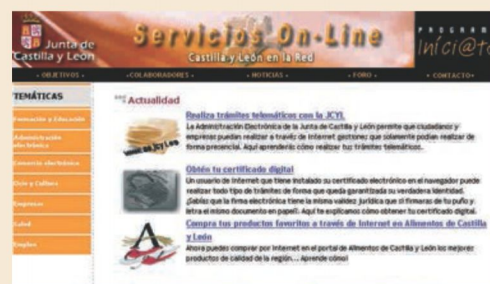 Junta de
Castilla y León
Servicios On-Line
Castilla y León en la Red
PROGRAMA
Inici@te
· OBJETIVOS ·
· COLABORADORES ·
· NOTICIAS ·
· FORO ·
· CONTACTO ·
TEMÁTICAS
Formación y Educación
Administración
electrónica
Comercio electrónico
Ocio y Cultura
Empresas
Salud
Empleo
Actualidad
Realiza trámites telemáticos con la JCYL
La Administración Electrónica de la Junta de Castilla y León permite que ciudadanos y
empresas puedan realizar a través de Internet gestiones que solamente podían realizar de
forma presencial. Aquí aprenderás cómo realizar tus trámites telemáticos.
Obtén tu certificado digital
Un usuario de Internet que tiene instalado su certificado electrónico en el navegador puede
realizar todo tipo de trámites de forma que queda garantizada su verdadera identidad.
¿Sabías que la firma electrónica tiene la misma validez jurídica que si firmaras de tu puño y
letra el mismo documento en papel?. Aquí te explicamos cómo obtener tu certificado digital.
Compra tus productos favoritos a través de Internet en Alimentos de Castilla
y León
Ahora puedes comprar por Internet en el portal de Alimentos de Castilla y León los mejores
productos de calidad de la región... Aprende cómo!